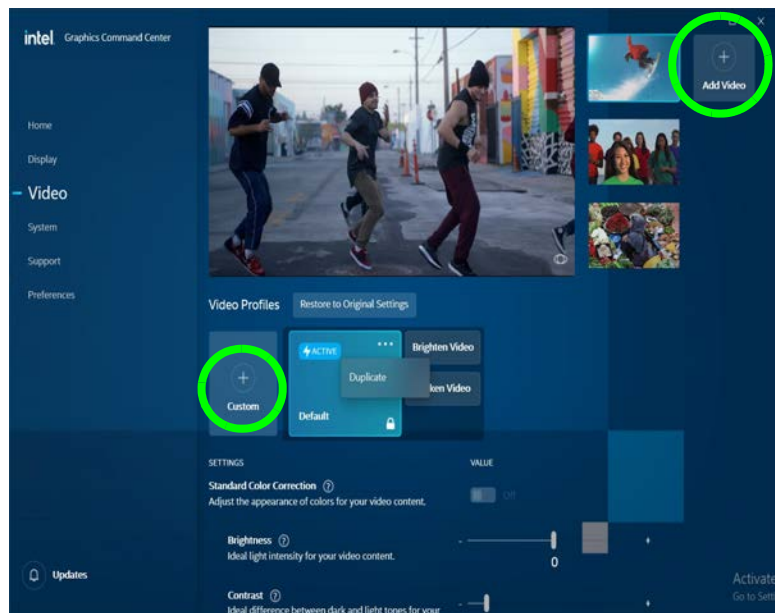 intel. Graphics Command Center
Add Video
Home
Display
Video
System
Support
Preferences
Video Profiles
Restore to Original Settings
ACTIVE
Brighten Video
Duplicate
ken Video
Custom
Default
SETTINGS
VALUE
Standard Color Correction
Adjust the appearance of colors for your video content.
Off
Brightness
Ideal light intensity for your video content.
0
Updates
Activate
Go to Sett
Contrast
Ideal difference between dark and light tones for your